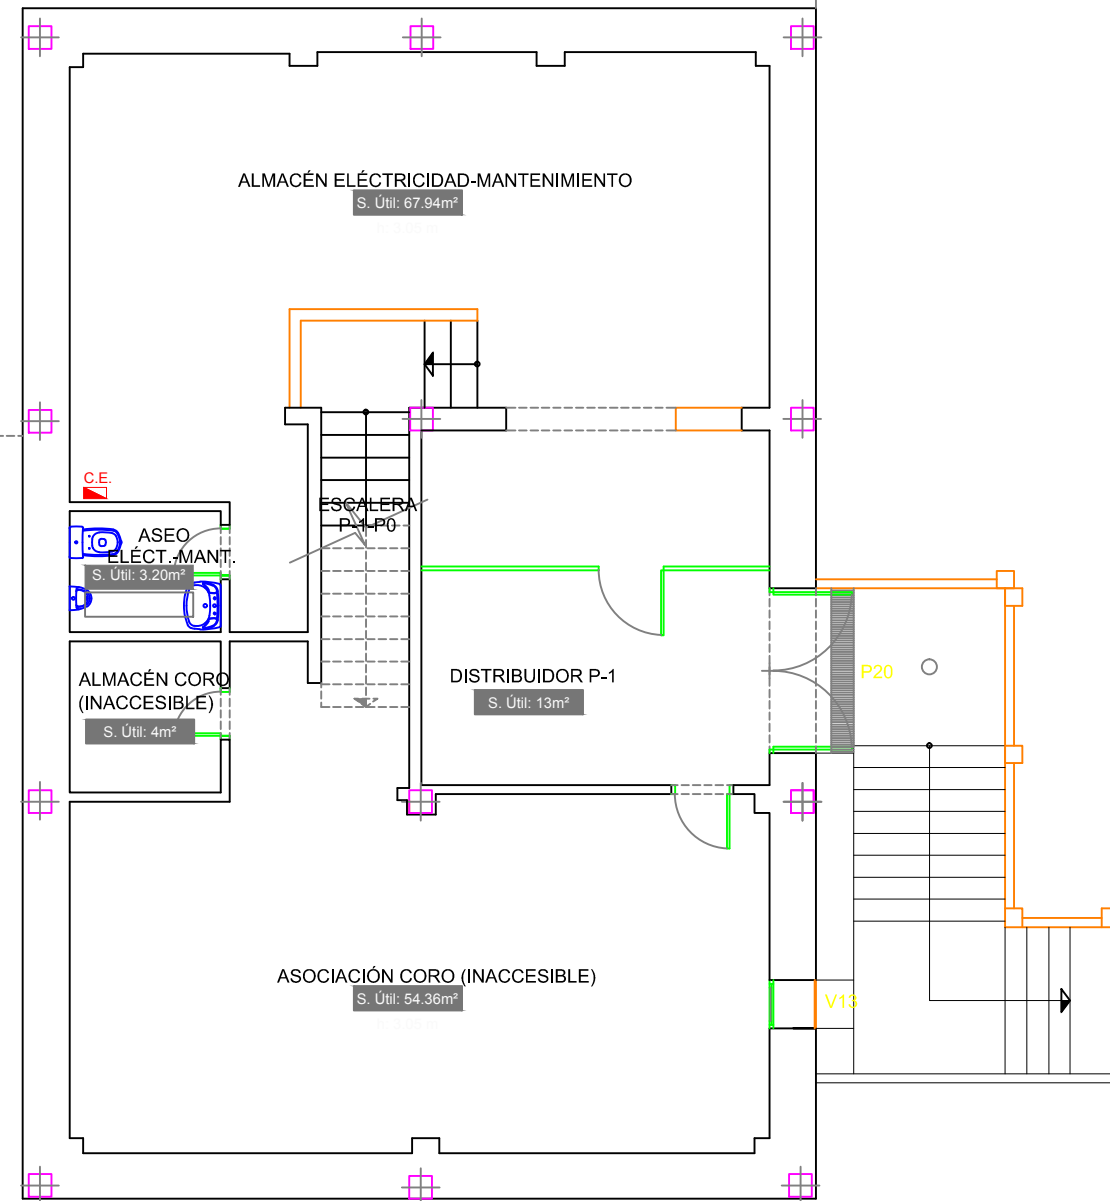 ALMACÉN ELÉCTRICIDAD-MANTENIMIENTO
S. Útil: 67.94m²
C.E.
ESCALERA
P-1-P0
ASEO
ELÉCT.-MANT.
S. Útil: 3.20m²
ALMACÉN CORO
(INACCESIBLE)
S. Útil: 4m²
DISTRIBUIDOR P-1
S. Útil: 13m²
P20
ASOCIACIÓN CORO (INACCESIBLE)
S. Útil: 54.36m²
V13